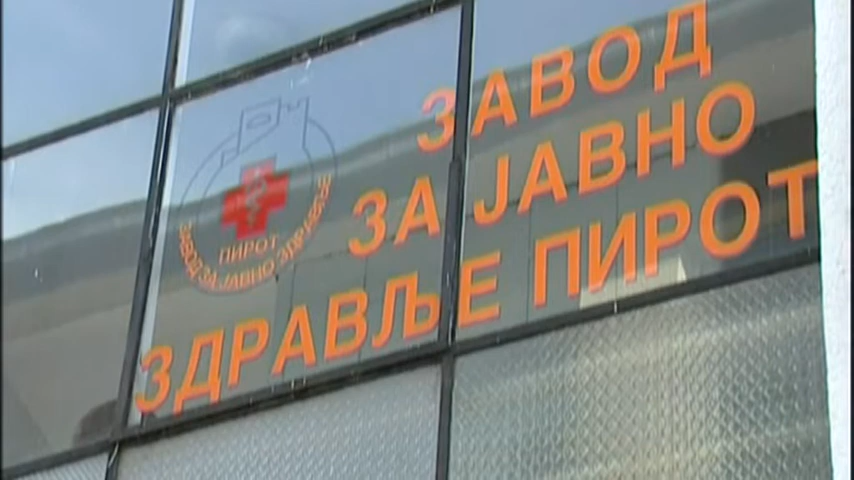 ЗАВОД
ЗА ЈАВНО
ЗДРАВЉЕ ПИРОТ
ПИРОТ
ЗАВОД ЗА ЈАВНО ЗДРАВЉЕ